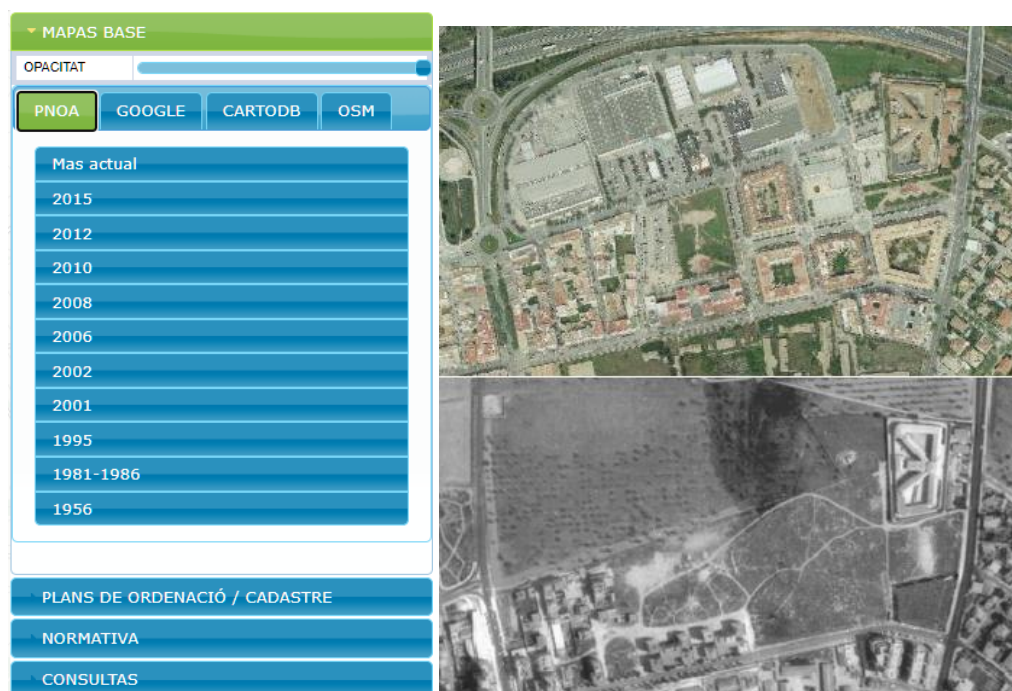 MAPAS BASE
OPACITAT
PNOA GOOGLE CARTODB OSM
Mas actual
2015
2012
2010
2008
2006
2002
2001
1995
1981-1986
1956
PLANS DE ORDENACIÓ / CADASTRE
NORMATIVA
CONSULTAS